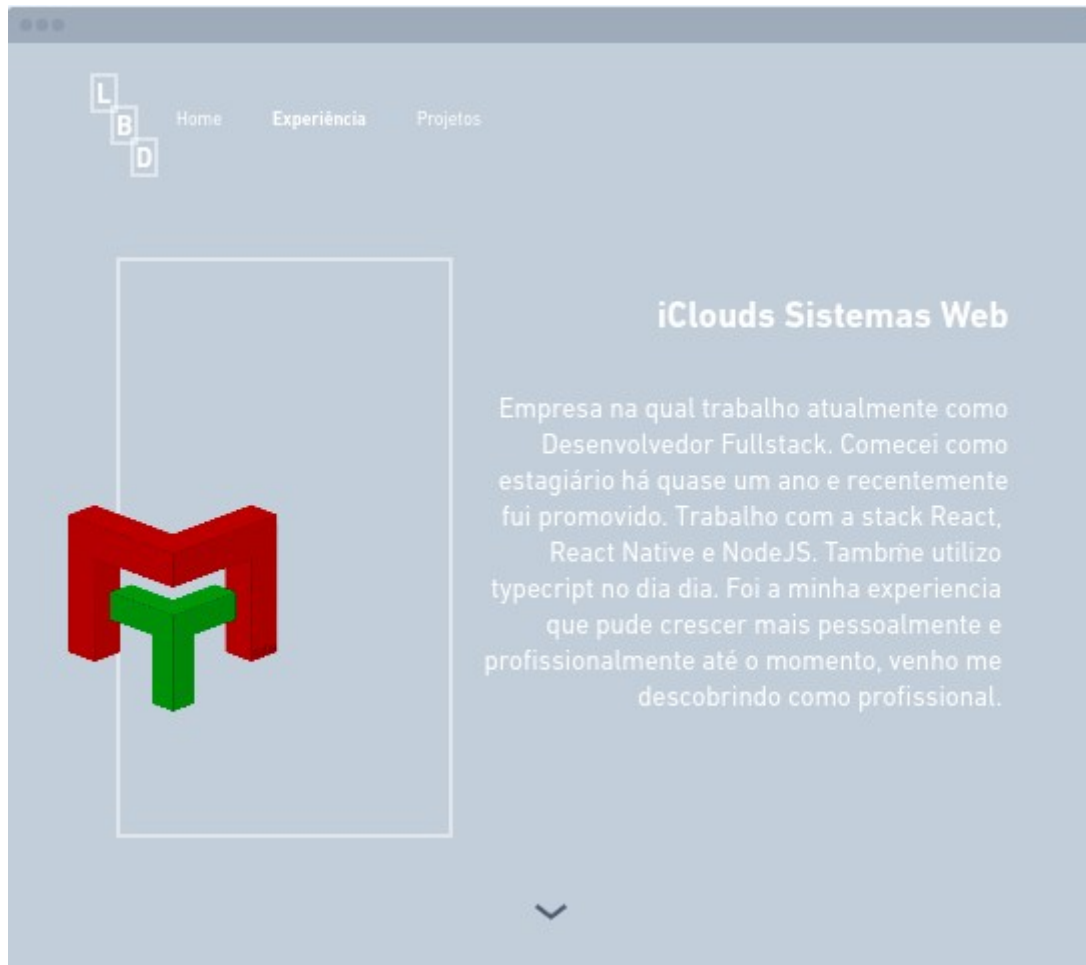 L
B
D
Home Experiência Projetos
iClouds Sistemas Web
Empresa na qual trabalho atualmente como
Desenvolvedor Fullstack. Comecei como
estagiário há quase um ano e recentemente
fui promovido. Trabalho com a stack React,
React Native e NodeJS. Tambḿe utilizo
typecript no dia dia. Foi a minha experiencia
que pude crescer mais pessoalmente e
profissionalmente até o momento, venho me
descobrindo como profissional.